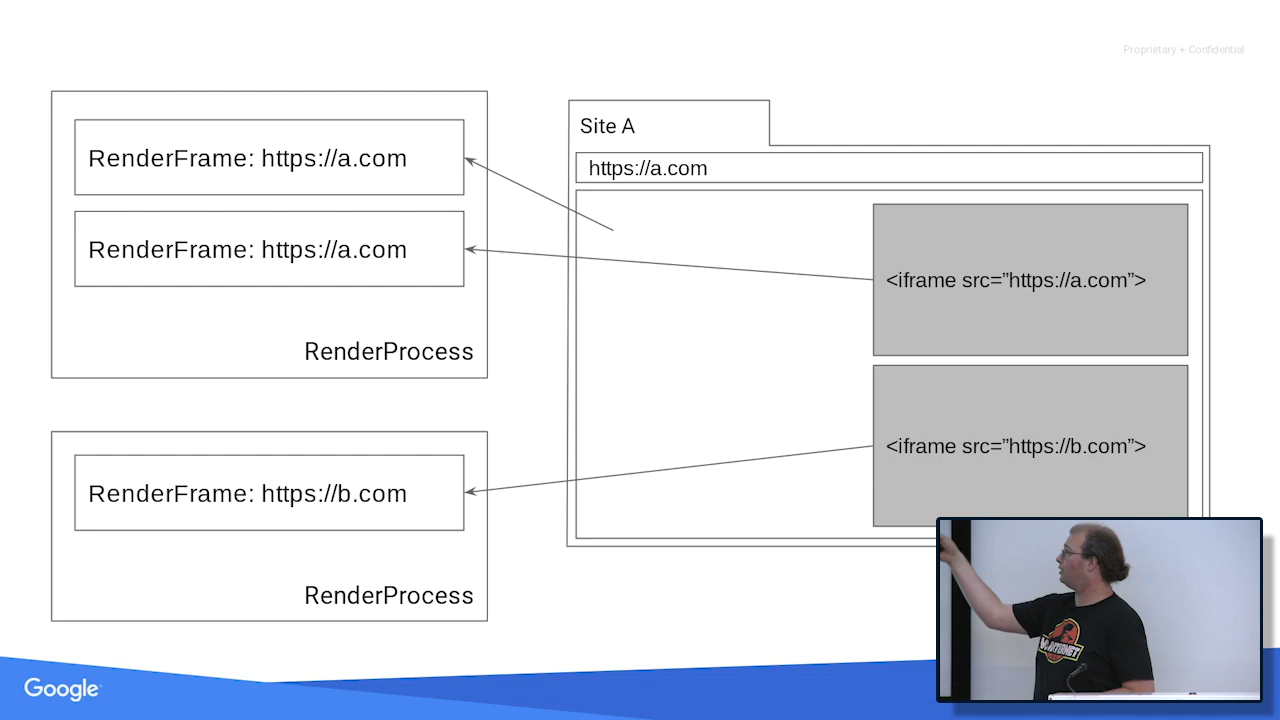 Proprietary + Confidential
RenderFrame: https://a.com
RenderFrame: https://a.com
RenderProcess
RenderFrame: https://b.com
RenderProcess
Site A
https://a.com
<iframe src=”https://a.com”>
<iframe src=”https://b.com”>
Google